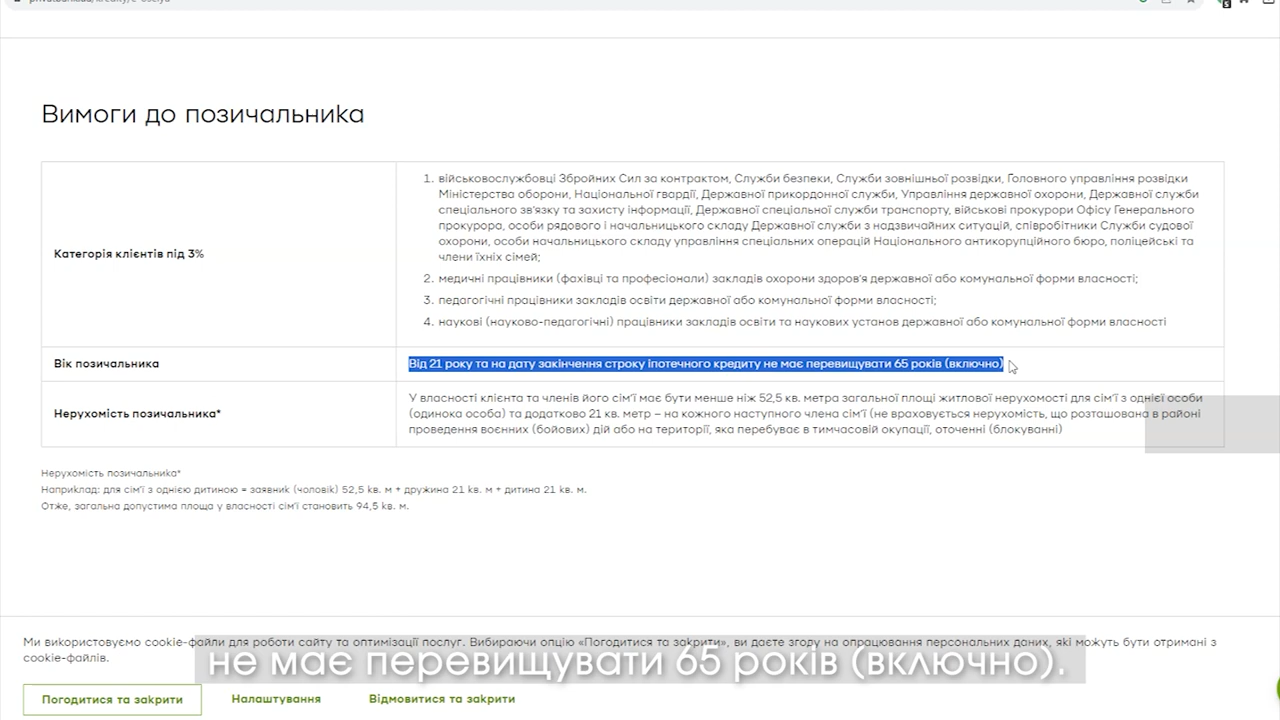 Вимоги до позичальника
Категорія клієнтів під 3%
1. військовослужбовці Збройних Сил за контрактом, Служби безпеки, Служби зовнішньої розвідки, Головного управління розвідки
Міністерства оборони, Національної гвардії, Державної прикордонної служби, Управління державної охорони, Державної служби
спеціального зв'язку та захисту інформації, Державної спеціальної служби транспорту, військові прокурори Офісу Генерального
прокурора, особи рядового і начальницького складу Державної служби з надзвичайних ситуацій, співробітники Служби судової
охорони, особи начальницького складу управління спеціальних операцій Національного антикорупційного бюро, поліцейські та
члени їхніх сімей;
2. медичні працівники (фахівці та професіонали) закладів охорони здоров'я державної або комунальної форми власності;
3. педагогічні працівники закладів освіти державної або комунальної форми власності;
4. наукові (науково-педагогічні) працівники закладів освіти та наукових установ державної або комунальної форми власності
Вік позичальника
Від 21 року та на дату закінчення строку іпотечного кредиту не має перевищувати 65 років (включно)
Нерухомість позичальника*
У власності клієнта та членів його сім'ї має бути менше ніж 52,5 кв. метра загальної площі житлової нерухомості для сім'ї з однієї особи
(одинока особа) та додатково 21 кв. метр – на кожного наступного члена сім'ї (не враховується нерухомість, що розташована в районі
проведення воєнних (бойових) дій або на території, яка перебуває в тимчасовій окупації, оточенні (блокуванні)
Нерухомість позичальника*
Наприклад: для сім'ї з однією дитиною = заявник (чоловік) 52,5 кв. м + дружина 21 кв. м + дитина 21 кв. м.
Отже, загальна допустима площа у власності сім'ї становить 94,5 кв. м.
Ми використовуємо cookie-файли для роботи сайту та оптимізації послуг. Вибираючи опцію «Погодитися та закрити», ви даєте згоду на опрацювання персональних даних, які можуть бути отримані з
cookie-файлів.
не має перевищувати 65 років (включно).
Погодитися та закрити
Налаштування
Відмовитися та закрити